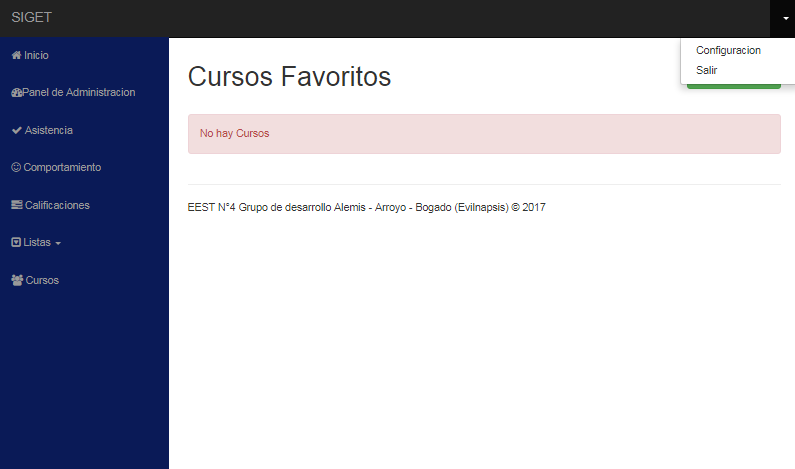 SIGET
Configuracion
Salir
Inicio
Panel de Administracion
Asistencia
Comportamiento
Calificaciones
Listas
Cursos
Cursos Favoritos
No hay Cursos
EEST N°4 Grupo de desarrollo Alemis - Arroyo - Bogado (Evilnapsis) © 2017